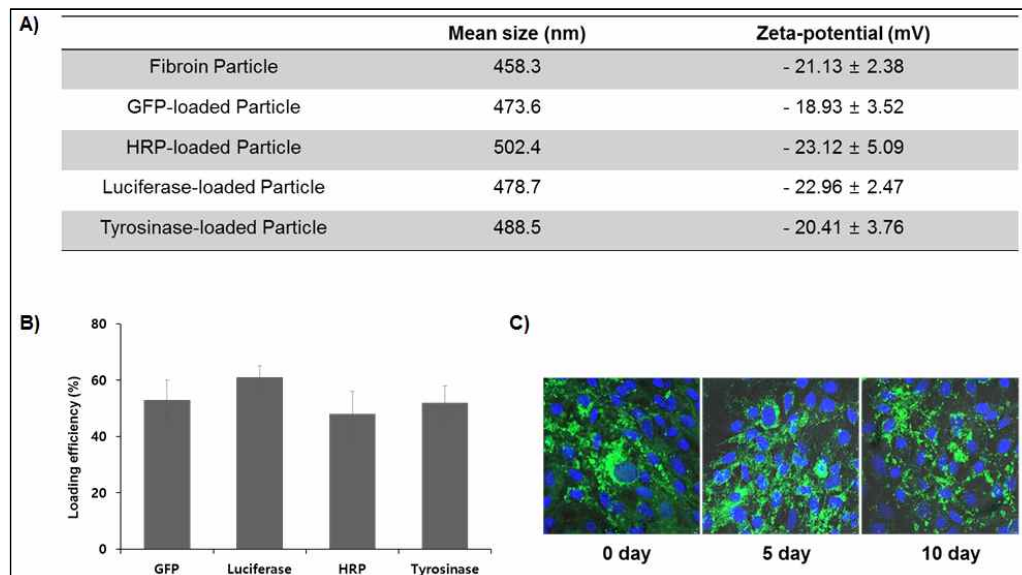 A)
Mean size (nm) Zeta-potential (mV)
Fibroin Particle 458.3 - 21.13 ± 2.38
GFP-loaded Particle 473.6 - 18.93 ± 3.52
HRP-loaded Particle 502.4 - 23.12 ± 5.09
Luciferase-loaded Particle 478.7 - 22.96 ± 2.47
Tyrosinase-loaded Particle 488.5 - 20.41 ± 3.76
B)
Loading efficiency (%)
80
60
40
20
0
GFP Luciferase HRP Tyrosinase
C)
0 day 5 day 10 day